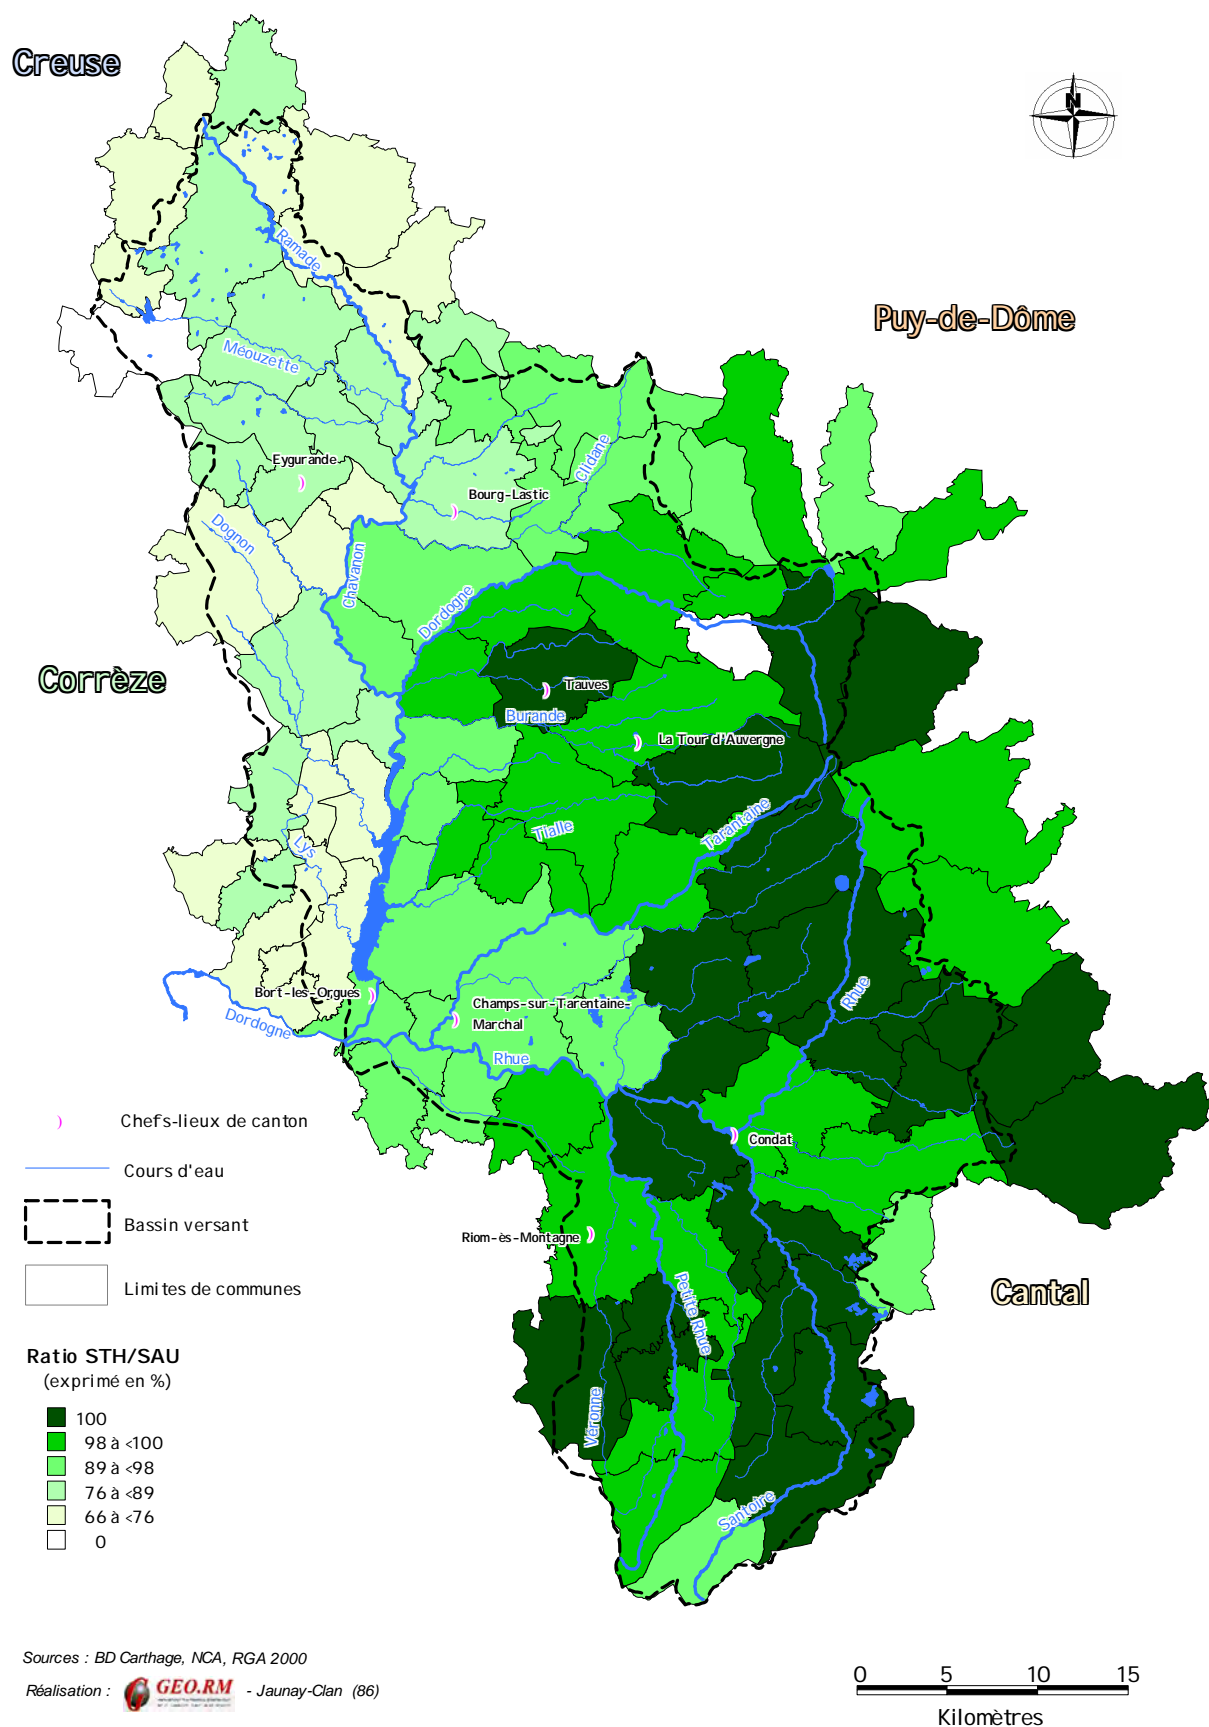 Creuse
N
Ramade
Puy-de-Dôme
Méouzette
Eygurande
Clidane
Bourg-Lastic
Dognon
Chavanon
Dordogne
Corrèze
Tauves
Burande
La Tour d'Auvergne
Tarantaine
Tialle
Lys
Rhue
Bort-les-Orgues
Champs-sur-Tarentaine-
Marchal
Dordogne
Rhue
Chefs-lieux de canton
Condat
Cours d'eau
Bassin versant
Riom-ès-Montagne
Limites de communes
Cantal
Petite Rhue
Ratio STH/SAU
(exprimé en %)
Véronne
100
98 à <100
89 à <98
76 à <89
66 à <76
0
Santoire
Sources : BD Carthage, NCA, RGA 2000
Réalisation : GEO.RM - Jaunay-Clan (86)
0 5 10 15
Kilomètres